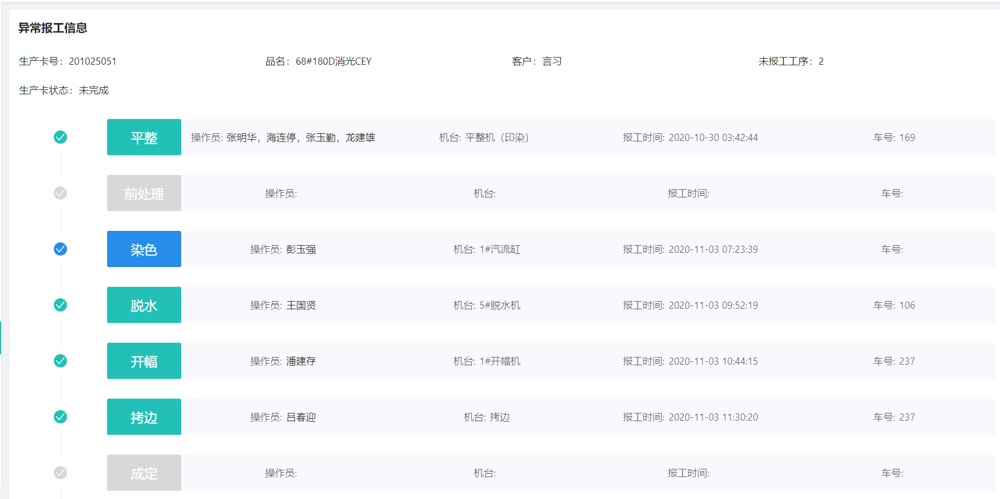 异常报工信息
生产卡号：201025051 品名：68#180D消光CEY 客户：言习 未报工工序：2
生产卡状态：未完成
平整 操作员: 张明华，海连停，张玉勤，龙建雄 机台: 平整机（印染） 报工时间: 2020-10-30 03:42:44 车号: 169
前处理 操作员: 机台: 报工时间: 车号:
染色 操作员: 彭玉强 机台: 1#汽流缸 报工时间: 2020-11-03 07:23:39 车号:
脱水 操作员: 王国贤 机台: 5#脱水机 报工时间: 2020-11-03 09:52:19 车号: 106
开幅 操作员: 潘建存 机台: 1#开幅机 报工时间: 2020-11-03 10:44:15 车号: 237
拷边 操作员: 吕春迎 机台: 拷边 报工时间: 2020-11-03 11:30:20 车号: 237
成定 操作员: 机台: 报工时间: 车号: